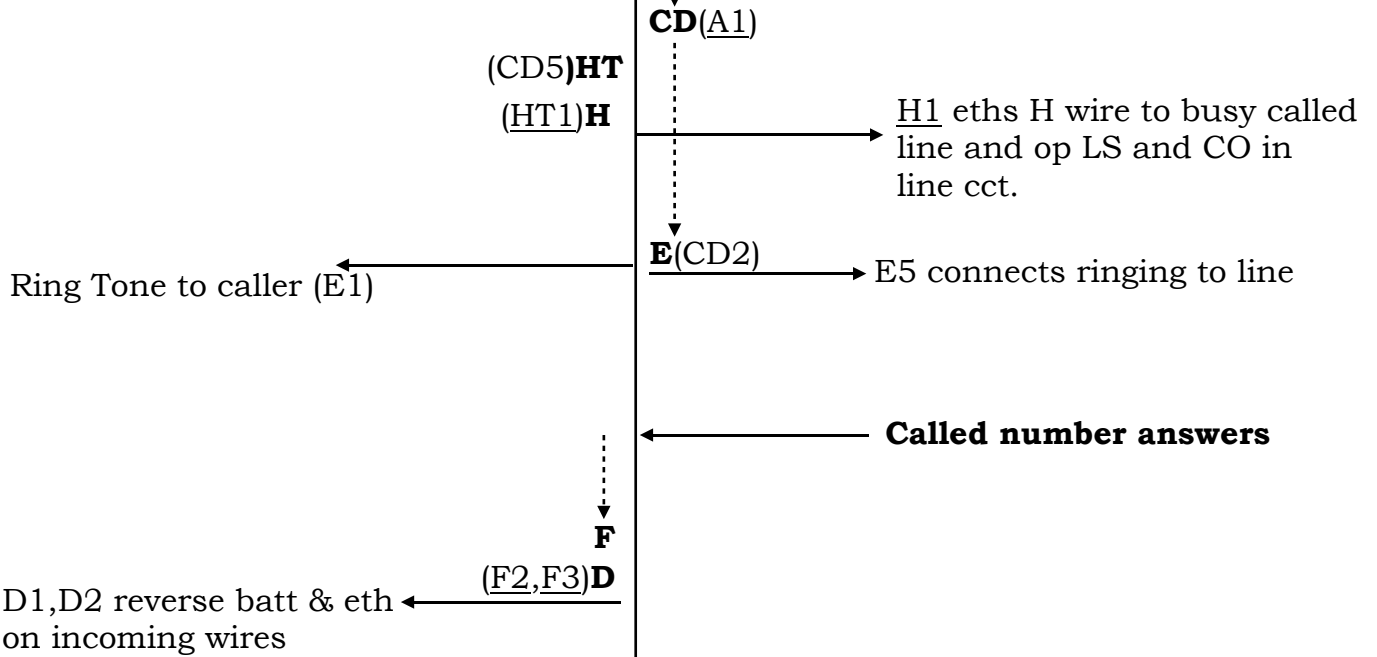 CD(A1)
(CD5)HT
(HT1)H
H1 eths H wire to busy called
line and op LS and CO in
line cct.
E(CD2)
Ring Tone to caller (E1)
E5 connects ringing to line
Called number answers
F
(F2,F3)D
D1,D2 reverse batt & eth
on incoming wires